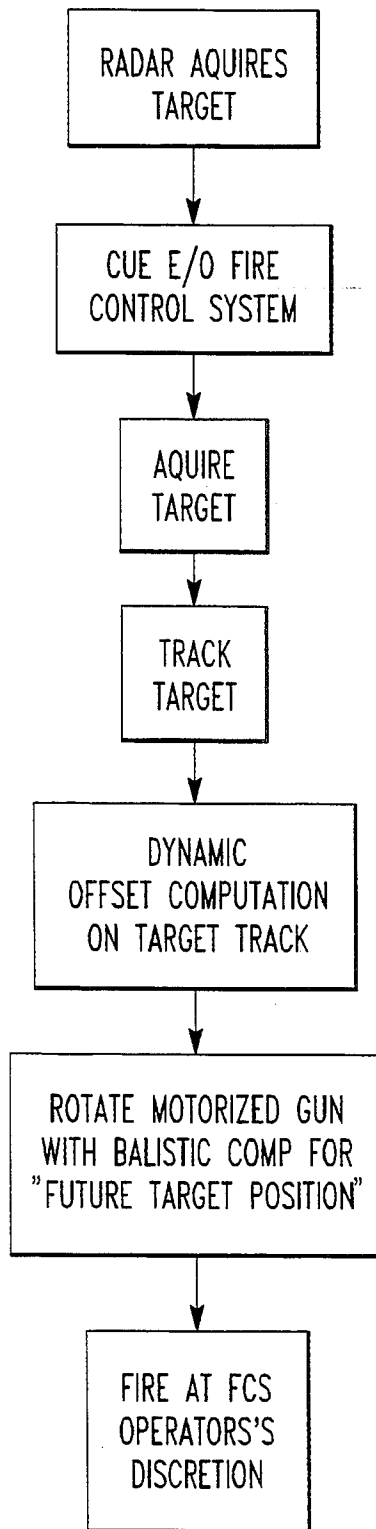 RADAR AQUIRES
TARGET
CUE E/O FIRE
CONTROL SYSTEM
AQUIRE
TARGET
TRACK
TARGET
DYNAMIC
OFFSET COMPUTATION
ON TARGET TRACK
ROTATE MOTORIZED GUN
WITH BALISTIC COMP FOR
"FUTURE TARGET POSITION"
FIRE AT FCS
OPERATORS'S
DISCRETION